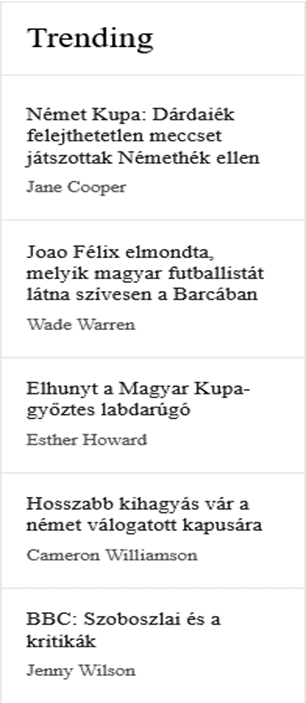 Trending
Német Kupa: Dárdaiék
felejthetetlen meccset
játszottak Némethék ellen
Jane Cooper
Joao Félix elmondta,
melyik magyar futballistát
látna szívesen a Barcában
Wade Warren
Elhunyt a Magyar Kupa-
győztes labdarúgó
Esther Howard
Hosszabb kihagyás vár a
német válogatott kapusára
Cameron Williamson
BBC: Szoboszlai és a
kritikák
Jenny Wilson